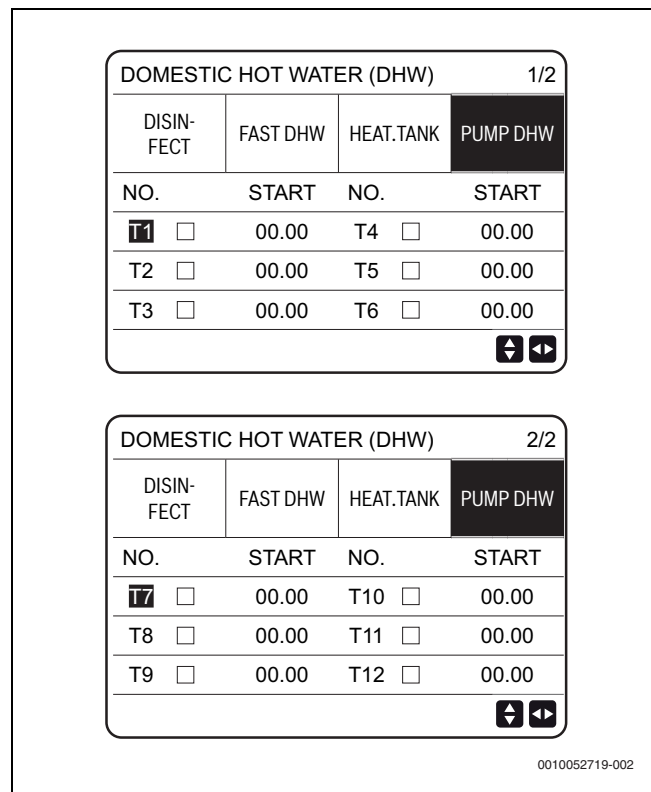 DOMESTIC HOT WATER (DHW) 1/2
DISIN-
FECT FAST DHW HEAT.TANK PUMP DHW
NO. START NO. START
T1 00.00 T4 00.00
T2 00.00 T5 00.00
T3 00.00 T6 00.00
DOMESTIC HOT WATER (DHW) 2/2
DISIN-
FECT FAST DHW HEAT.TANK PUMP DHW
NO. START NO. START
T7 00.00 T10 00.00
T8 00.00 T11 00.00
T9 00.00 T12 00.00
0010052719-002